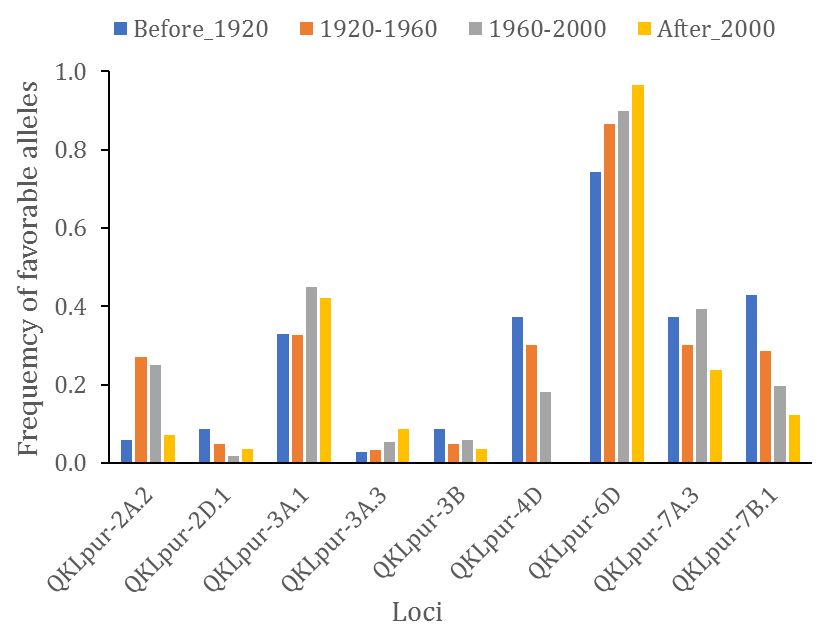 Before_1920 1920-1960 1960-2000 After_2000
Frequemcy of favorable alleles
1.0
0.8
0.6
0.4
0.2
0.0
QKLpur-2A.2
QKLpur-2D.1
QKLpur-3A.1
QKLpur-3A.3
QKLpur-3B
QKLpur-4D
QKLpur-6D
QKLpur-7A.3
QKLpur-7B.1
Loci